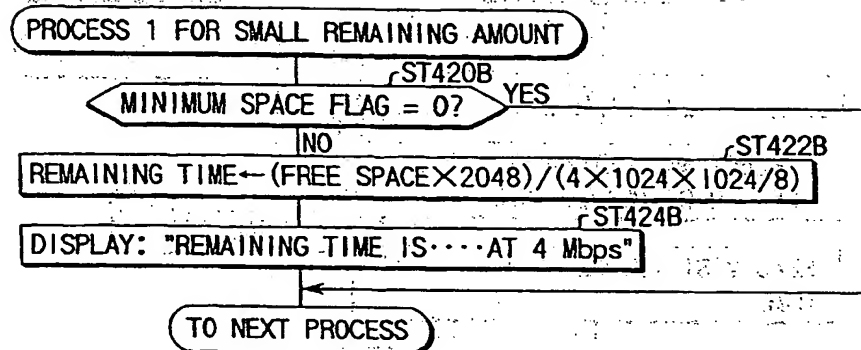 PROCESS 1 FOR SMALL REMAINING AMOUNT
ST420B
MINIMUM SPACE FLAG = 0?
YES
NO
ST422B
REMAINING TIME←(FREE SPACE×2048)/(4×1024×1024/8)
ST424B
DISPLAY: "REMAINING TIME IS····AT 4 Mbps"
TO NEXT PROCESS